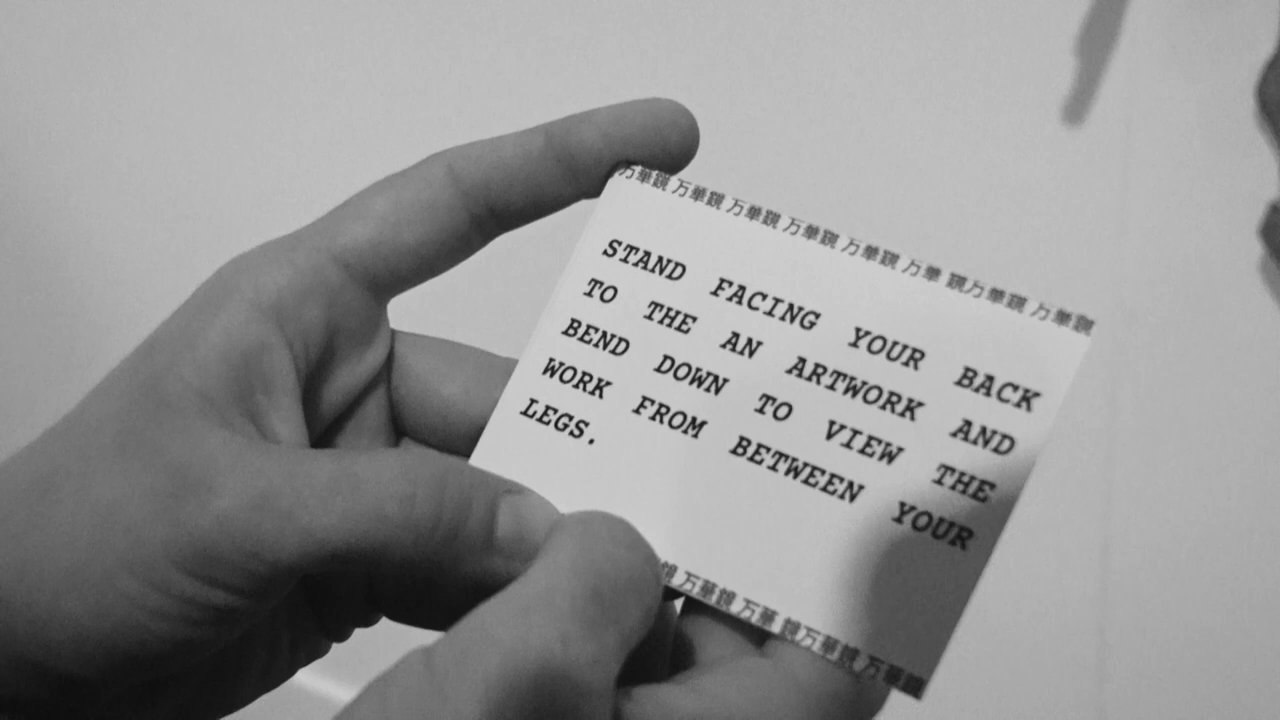 万華鏡 万華鏡 万華鏡 万華鏡 万華鏡 万華 鏡万華鏡 万華鏡
STAND FACING YOUR BACK
TO THE AN ARTWORK AND
BEND DOWN TO VIEW THE
WORK FROM BETWEEN YOUR
LEGS.
鏡 万華鏡 万華 鏡万華鏡 万華鏡